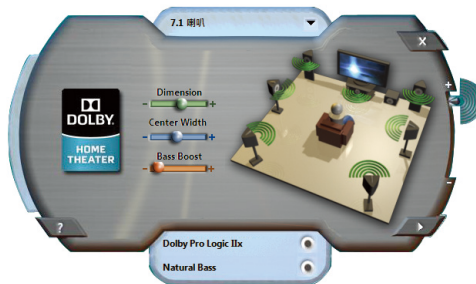 7.1 喇叭
X
DOLBY.
HOME
THEATER
Dimension
- +
Center Width
- +
Bass Boost
- +
+
-
?
Dolby Pro Logic IIx
Natural Bass